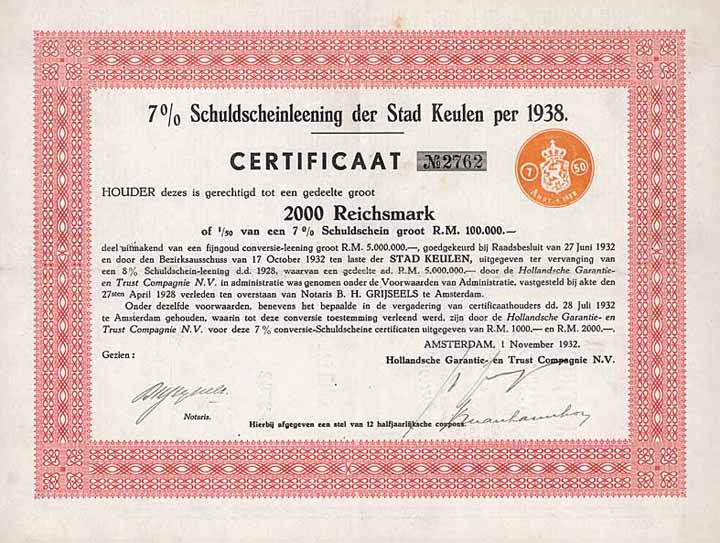 7% Schuldscheinleening der Stad Keulen per 1938.
CERTIFICAAT № 2762
7 50
HOUDER dezes is gerechtigd tot een gedeelte groot
2000 Reichsmark
of 1/50 van een 7% Schuldschein groot R.M. 100.000.—
deel uitmakend van een fijngoud conversie-leening groot R.M. 5.000.000.—, goedgekeurd bij Raadsbesluit van 27 Juni 1932
en door den Bezirksausschus van 17 October 1932 ten laste der STAD KEULEN, uitgegeven ter vervanging van
een 8% Schuldschein-leening d.d. 1928, waarvan een gedeelte ad. R.M. 5.000.000.— door de Hollandsche Garantie-
en Trust Compagnie N.V. in administratie was genomen onder de Voorwaarden van Administratie, vastgesteld bij akte den
27sten April 1928 verleden ten overstaan van Notaris B. H. GRIJSEELS te Amsterdam.
Onder dezelfde voorwaarden, benevens het bepaalde in de vergadering van certificaathouders dd. 28 Juli 1932
te Amsterdam gehouden, waarin tot deze conversie toestemming verleend werd, zijn door de Hollandsche Garantie- en
Trust Compagnie N.V. voor deze 7% conversie-Schuldscheine certificaten uitgegeven van R.M. 1000.— en R.M. 2000.—.
AMSTERDAM, 1 November 1932.
Gezien :
Hollandsche Garantie- en Trust Compagnie N.V.
Notaris.
Hierbij afgegeven een stel van 12 halfjaarlijksche coupons.